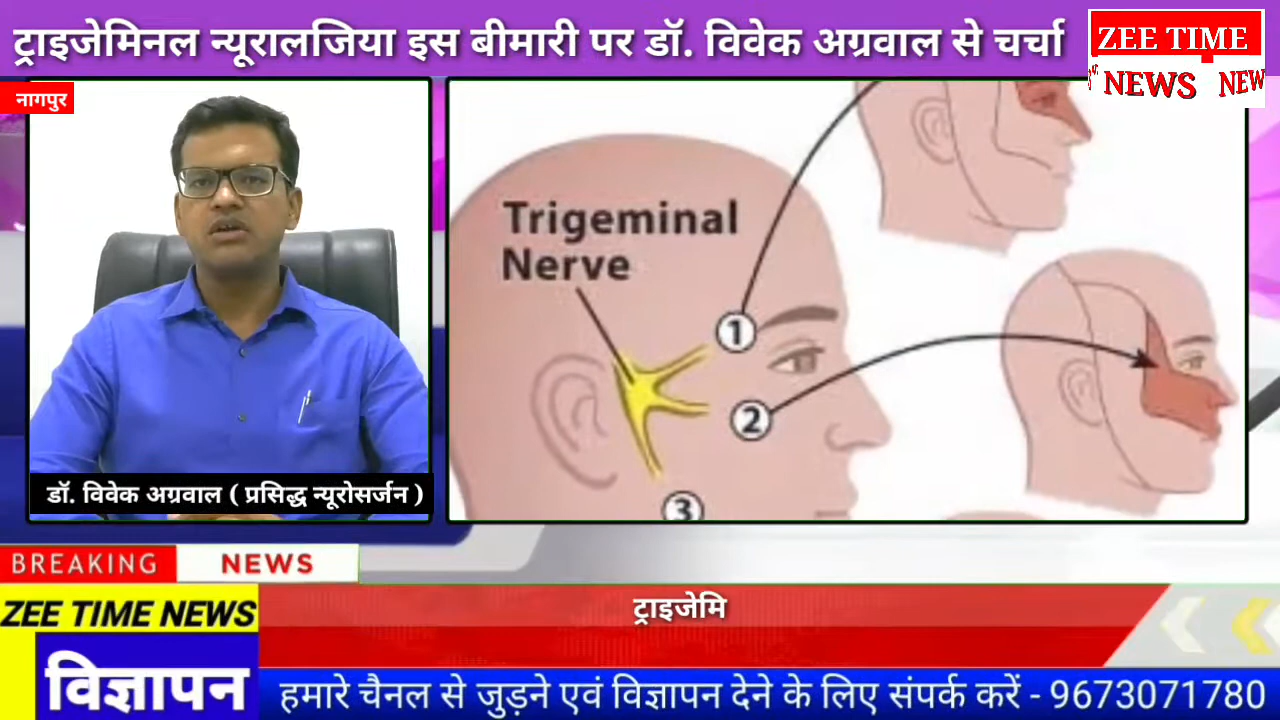 ट्राइजेमिनल न्यूरालजिया इस बीमारी पर डॉ. विवेक अग्रवाल से चर्चा
ZEE TIME
NEWS NEW
नागपुर
Trigeminal
Nerve
1
2
3
डॉ. विवेक अग्रवाल ( प्रसिद्ध न्यूरोसर्जन )
BREAKING NEWS
ZEE TIME NEWS
ट्राइजेमि
विज्ञापन
हमारे चैनल से जुड़ने एवं विज्ञापन देने के लिए संपर्क करें - 9673071780